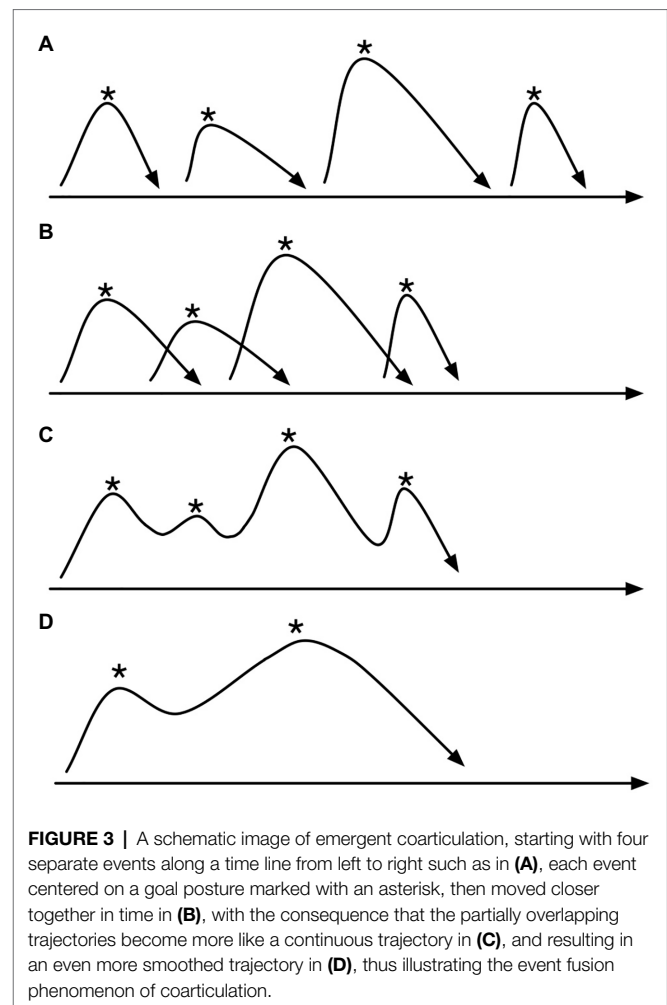 A
*
*
*
*
B
*
*
*
*
C
*
*
*
*
D
*
*
FIGURE 3 | A schematic image of emergent coarticulation, starting with four
separate events along a time line from left to right such as in (A), each event
centered on a goal posture marked with an asterisk, then moved closer
together in time in (B), with the consequence that the partially overlapping
trajectories become more like a continuous trajectory in (C), and resulting in
an even more smoothed trajectory in (D), thus illustrating the event fusion
phenomenon of coarticulation.